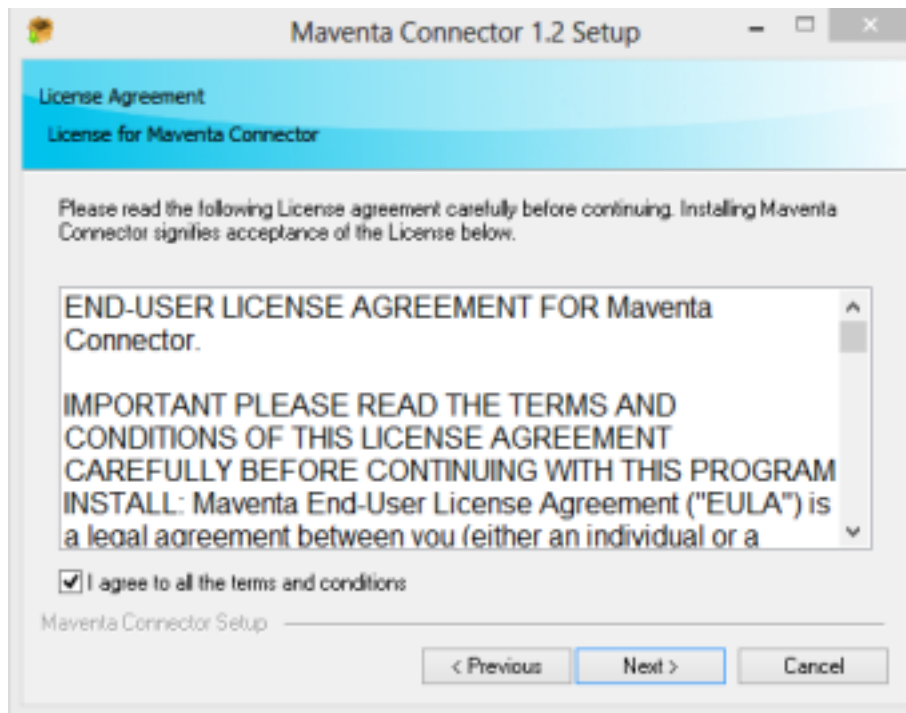 Maventa Connector 1.2 Setup
License Agreement
License for Maventa Connector
Please read the following License agreement carefully before continuing. Installing Maventa
Connector signifies acceptance of the License below.
END-USER LICENSE AGREEMENT FOR Maventa
Connector.
IMPORTANT PLEASE READ THE TERMS AND
CONDITIONS OF THIS LICENSE AGREEMENT
CAREFULLY BEFORE CONTINUING WITH THIS PROGRAM
INSTALL: Maventa End-User License Agreement ("EULA") is
a legal agreement between you (either an individual or a
I agree to all the terms and conditions
Maventa Connector Setup
< Previous Next > Cancel